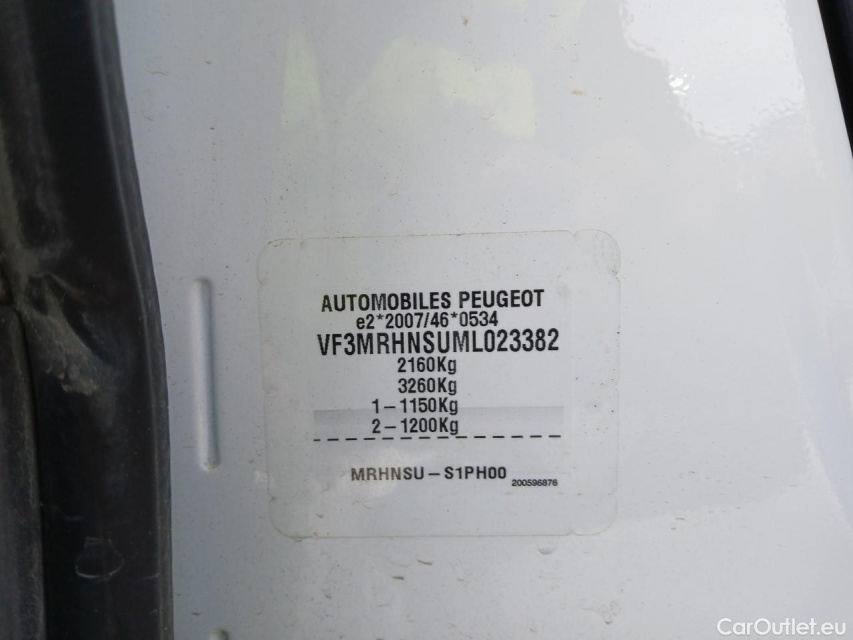 AUTOMOBILES PEUGEOT
e2*2007/46*0534
VF3MRHNSUML023382
2160Kg
3260Kg
1-1150Kg
2-1200Kg
MRHNSU-S1PH00
200596876
CarOutlet.eu